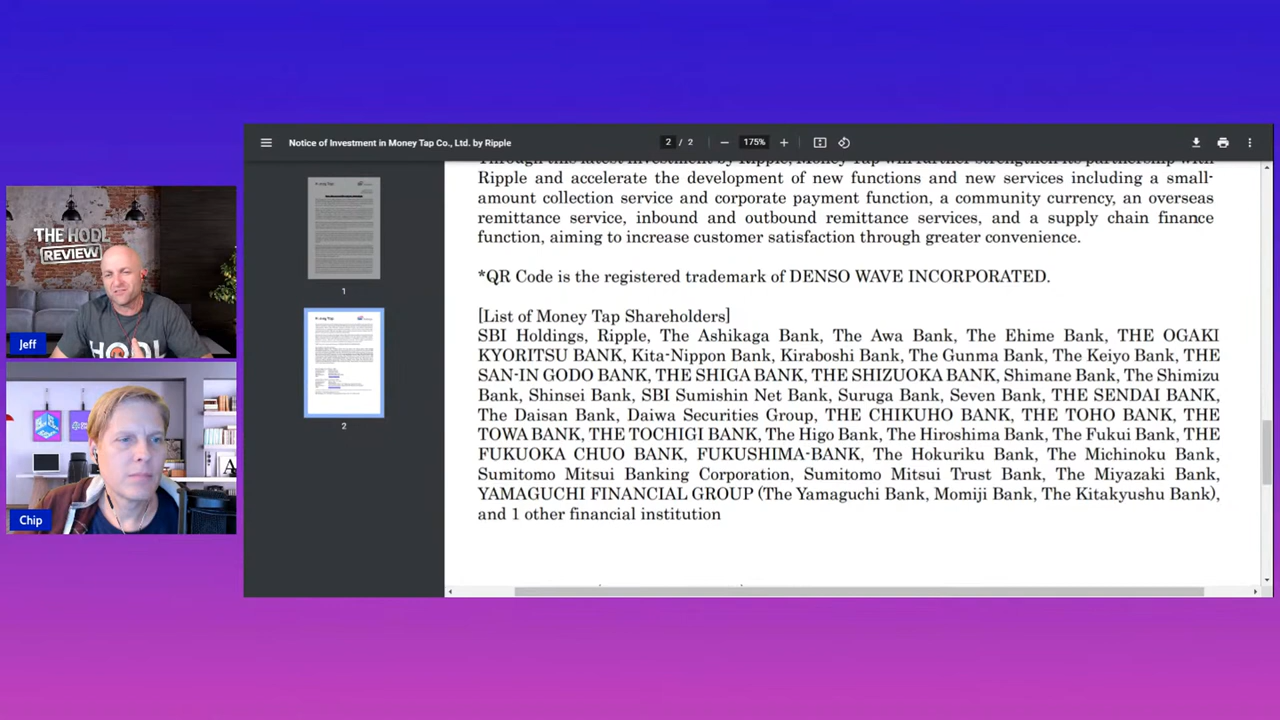 Notice of Investment in Money Tap Co., Ltd. by Ripple
2 / 2
175%
Ripple and accelerate the development of new functions and new services including a small-
amount collection service and corporate payment function, a community currency, an overseas
remittance service, inbound and outbound remittance services, and a supply chain finance
function, aiming to increase customer satisfaction through greater convenience.
*QR Code is the registered trademark of DENSO WAVE INCORPORATED.
[List of Money Tap Shareholders]
SBI Holdings, Ripple, The Ashikaga Bank, The Awa Bank, The Ehime Bank, THE OGAKI
KYORITSU BANK, Kita-Nippon Bank, Kiraboshi Bank, The Gunma Bank, The Keiyo Bank, THE
SAN-IN GODO BANK, THE SHIGA BANK, THE SHIZUOKA BANK, Shimane Bank, The Shimizu
Bank, Shinsei Bank, SBI Sumishin Net Bank, Suruga Bank, Seven Bank, THE SENDAI BANK,
The Daisan Bank, Daiwa Securities Group, THE CHIKUHO BANK, THE TOHO BANK, THE
TOWA BANK, THE TOCHIGI BANK, The Higo Bank, The Hiroshima Bank, The Fukui Bank, THE
FUKUOKA CHUO BANK, FUKUSHIMA-BANK, The Hokuriku Bank, The Michinoku Bank,
Sumitomo Mitsui Banking Corporation, Sumitomo Mitsui Trust Bank, The Miyazaki Bank,
YAMAGUCHI FINANCIAL GROUP (The Yamaguchi Bank, Momiji Bank, The Kitakyushu Bank),
and 1 other financial institution
1
2
THE HODL
REVIEW
HODL
Jeff
Chip